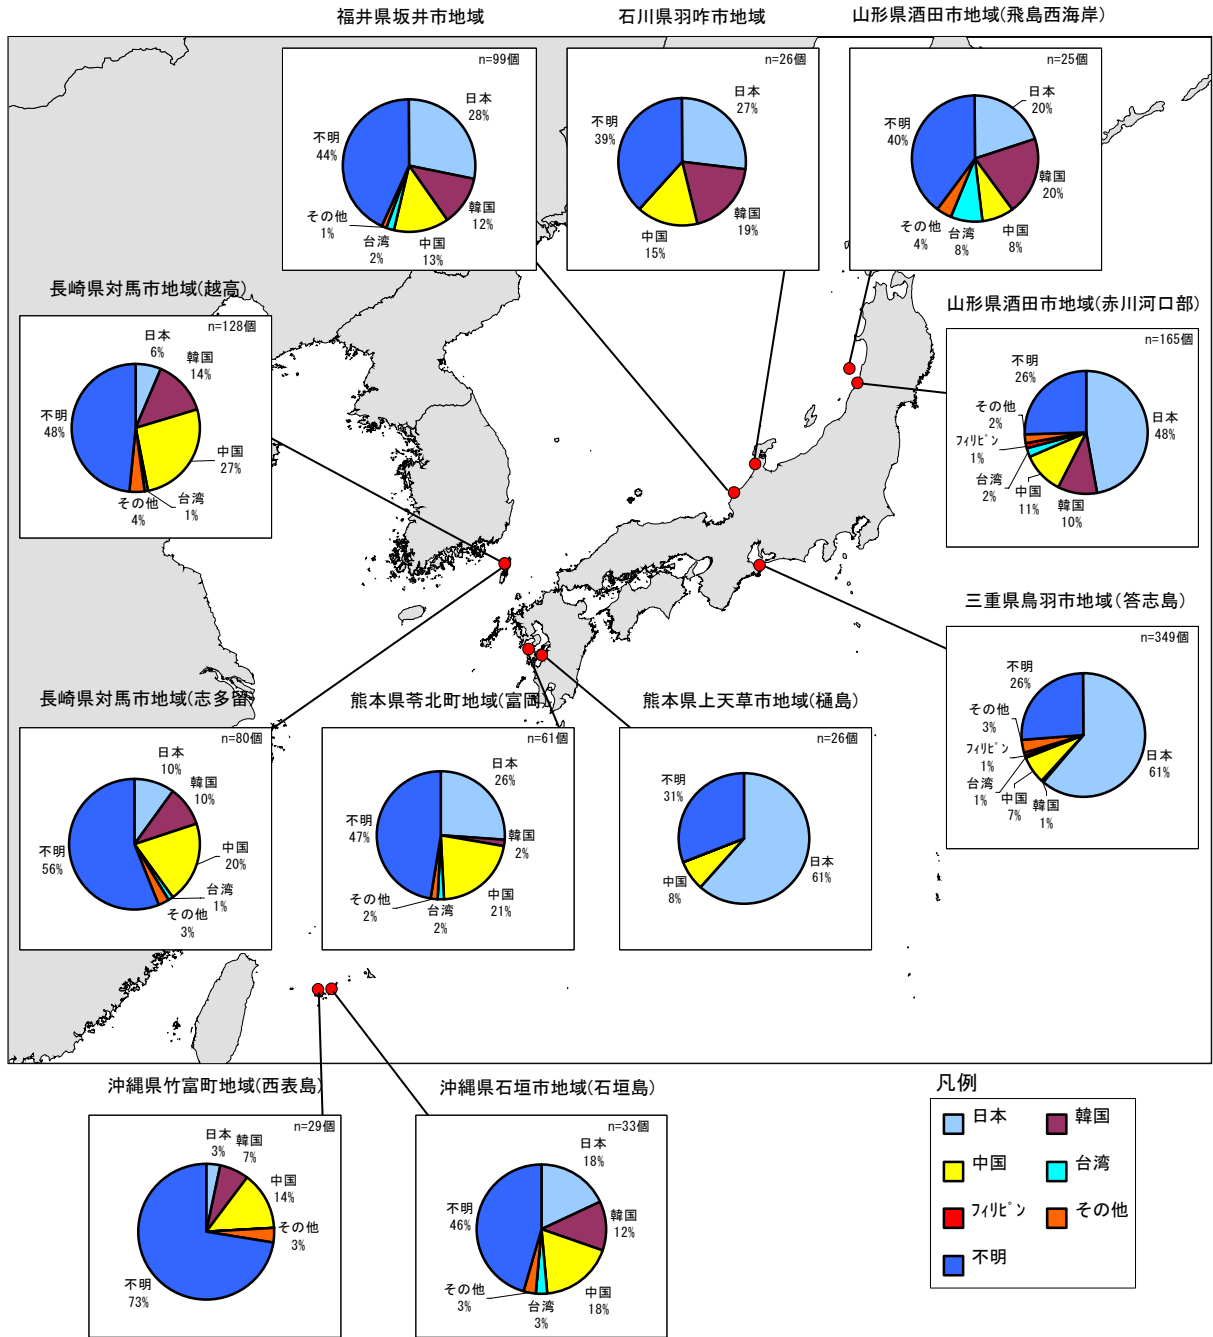 福井県坂井市地域
n=99個
日本
28%
韓国
12%
中国
13%
台湾
2%
その他
1%
不明
44%
石川県羽咋市地域
n=26個
日本
27%
韓国
19%
中国
15%
不明
39%
山形県酒田市地域(飛島西海岸)
n=25個
日本
20%
韓国
20%
中国
8%
台湾
8%
その他
4%
不明
40%
長崎県対馬市地域(越高)
n=128個
日本
6%
韓国
14%
中国
27%
台湾
1%
その他
4%
不明
48%
山形県酒田市地域(赤川河口部)
n=165個
日本
48%
韓国
10%
中国
11%
台湾
2%
フィリピン
1%
その他
2%
不明
26%
三重県鳥羽市地域(答志島)
n=349個
日本
61%
韓国
1%
中国
7%
台湾
1%
フィリピン
1%
その他
3%
不明
26%
長崎県対馬市地域(志多留)
n=80個
日本
10%
韓国
10%
中国
20%
台湾
1%
その他
3%
不明
56%
熊本県苓北町地域(富岡)
n=61個
日本
26%
韓国
2%
中国
21%
台湾
2%
その他
2%
不明
47%
熊本県上天草市地域(樋島)
n=26個
日本
61%
中国
8%
不明
31%
沖縄県竹富町地域(西表島)
n=29個
日本
3%
韓国
7%
中国
14%
その他
3%
不明
73%
沖縄県石垣市地域(石垣島)
n=33個
日本
18%
韓国
12%
中国
18%
台湾
3%
その他
3%
不明
46%
凡例
日本
韓国
中国
台湾
フィリピン
その他
不明